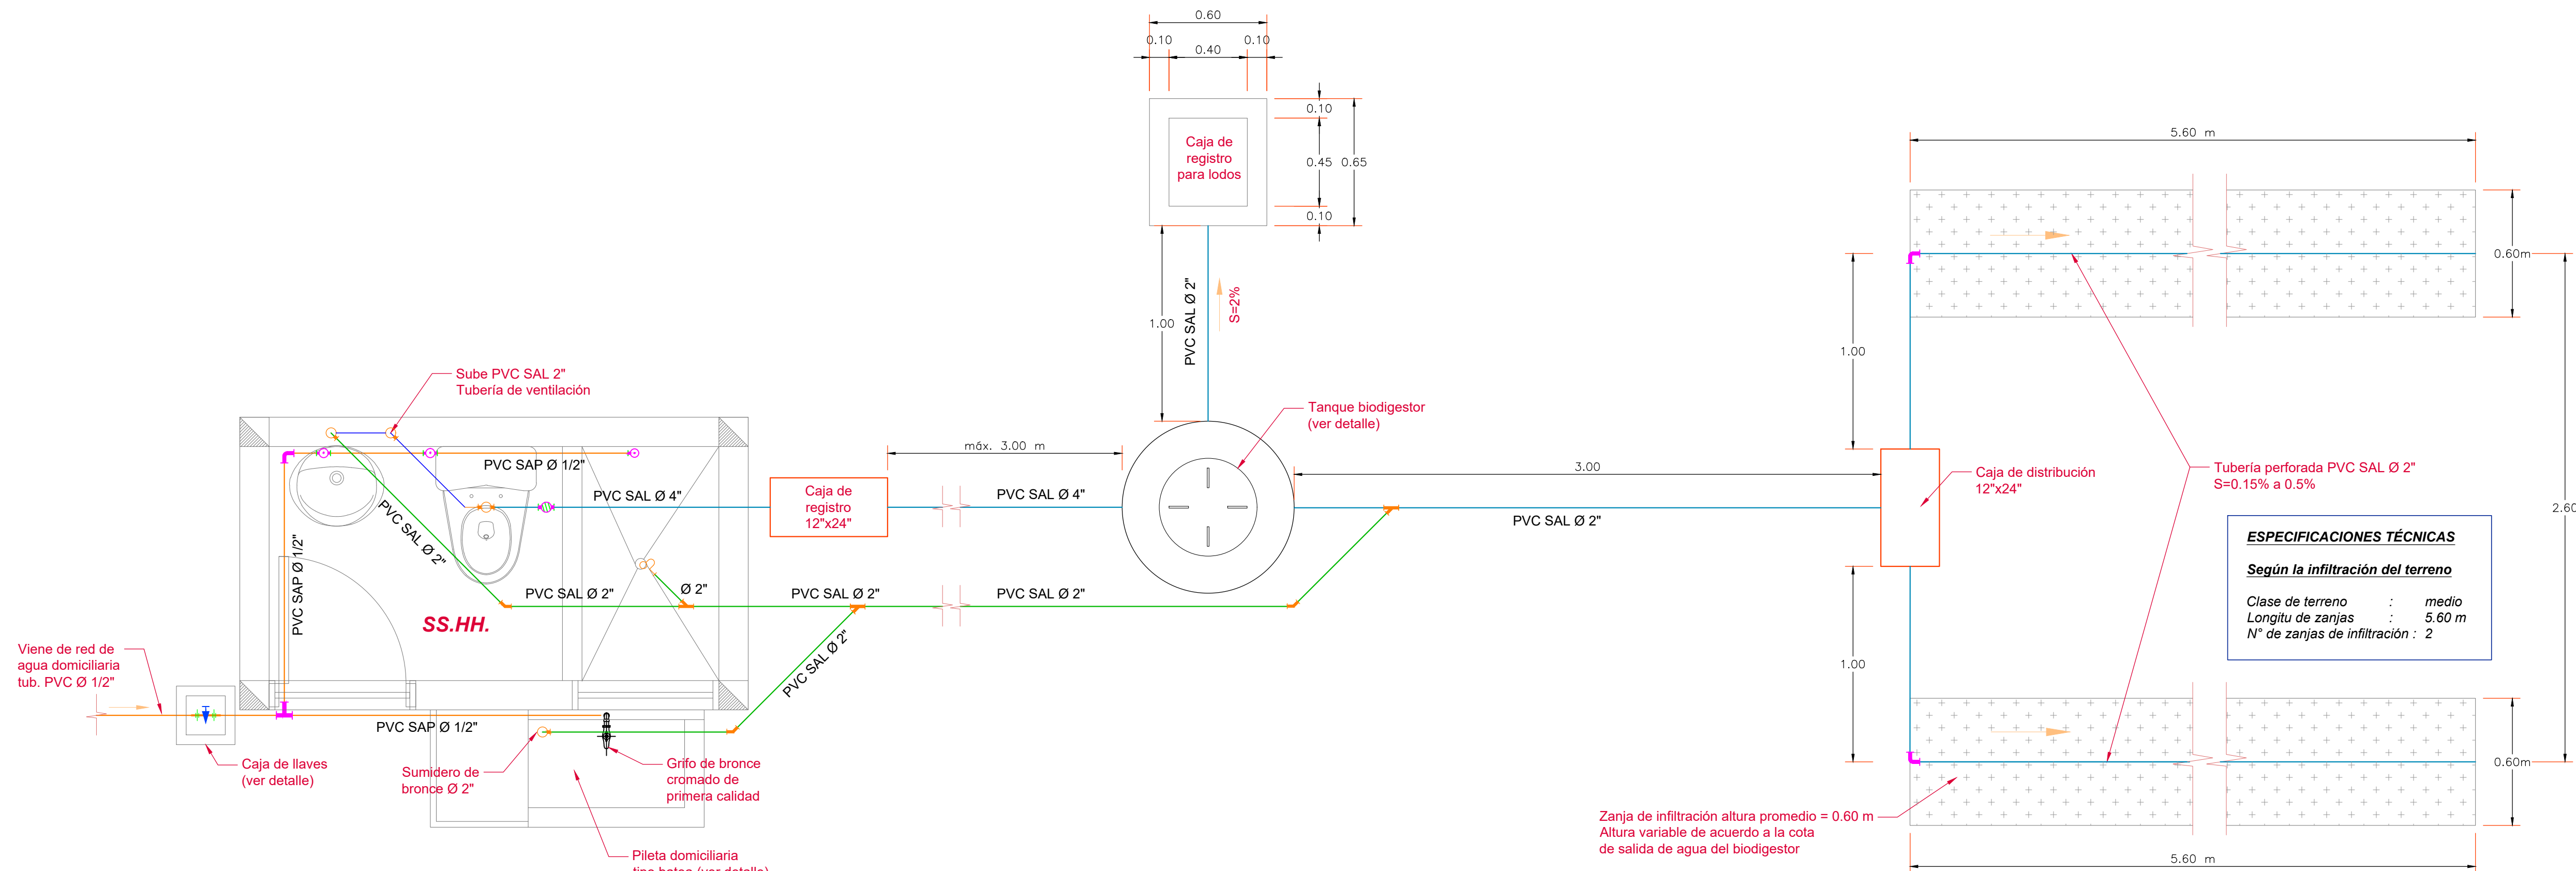 0.60
0.10
0.40
0.10
Caja de
registro
para lodos
0.10
0.45
0.65
0.10
1.00
PVC SAL Ø 2"
S=2%
5.60 m
0.60m
1.00
2.60
Sube PVC SAL 2"
Tubería de ventilación
Tanque biodigestor
(ver detalle)
máx. 3.00 m
3.00
PVC SAP Ø 1/2"
PVC SAL Ø 4"
Caja de
registro
12"x24"
PVC SAL Ø 4"
PVC SAL Ø 2"
Caja de distribución
12"x24"
Tubería perforada PVC SAL Ø 2"
S=0.15% a 0.5%
PVC SAL Ø 2"
PVC SAP Ø 1/2"
PVC SAL Ø 2"
Ø 2"
PVC SAL Ø 2"
PVC SAL Ø 2"
SS.HH.
PVC SAL Ø 2"
ESPECIFICACIONES TÉCNICAS
Según la infiltración del terreno
Clase de terreno : medio
Longitu de zanjas : 5.60 m
N° de zanjas de infiltración : 2
1.00
Viene de red de
agua domiciliaria
tub. PVC Ø 1/2"
PVC SAP Ø 1/2"
Caja de llaves
(ver detalle)
Sumidero de
bronce Ø 2"
Grifo de bronce
cromado de
primera calidad
0.60m
Zanja de infiltración altura promedio = 0.60 m
Altura variable de acuerdo a la cota
de salida de agua del biodigestor
5.60 m
Pileta domiciliaria
tipo batea (ver detalle)